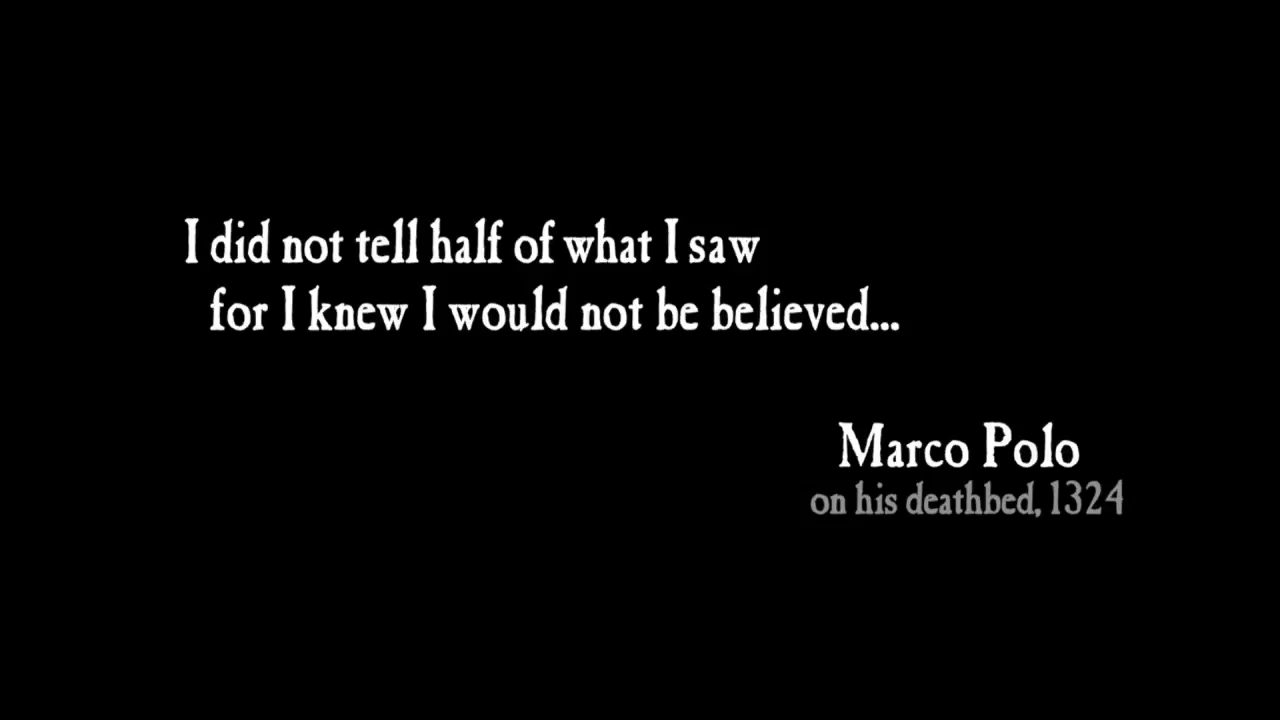 I did not tell half of what I saw
for I knew I would not be believed...
Marco Polo
on his deathbed, 1324